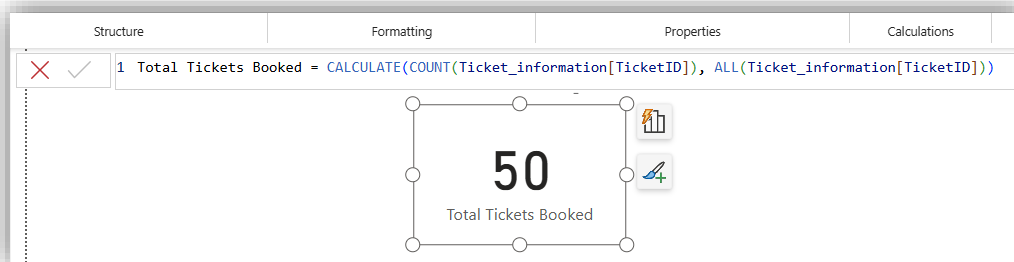 Structure Formatting Properties Calculations
1 Total Tickets Booked = CALCULATE(COUNT(Ticket_information[TicketID]), ALL(Ticket_information[TicketID]))
50
Total Tickets Booked